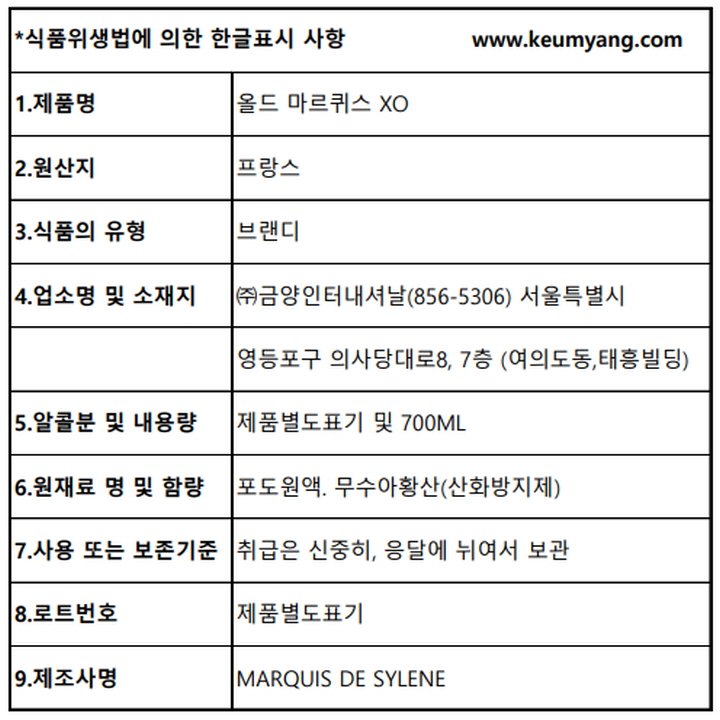 *식품위생법에 의한 한글표시 사항 www.keumyang.com
1.제품명 올드 마르퀴스 XO
2.원산지 프랑스
3.식품의 유형 브랜디
4.업소명 및 소재지 ㈜금양인터내셔날(856-5306) 서울특별시
영등포구 의사당대로8, 7층 (여의도동,태흥빌딩)
5.알콜분 및 내용량 제품별도표기 및 700ML
6.원재료 명 및 함량 포도원액. 무수아황산(산화방지제)
7.사용 또는 보존기준 취급은 신중히, 응달에 뉘여서 보관
8.로트번호 제품별도표기
9.제조사명 MARQUIS DE SYLENE